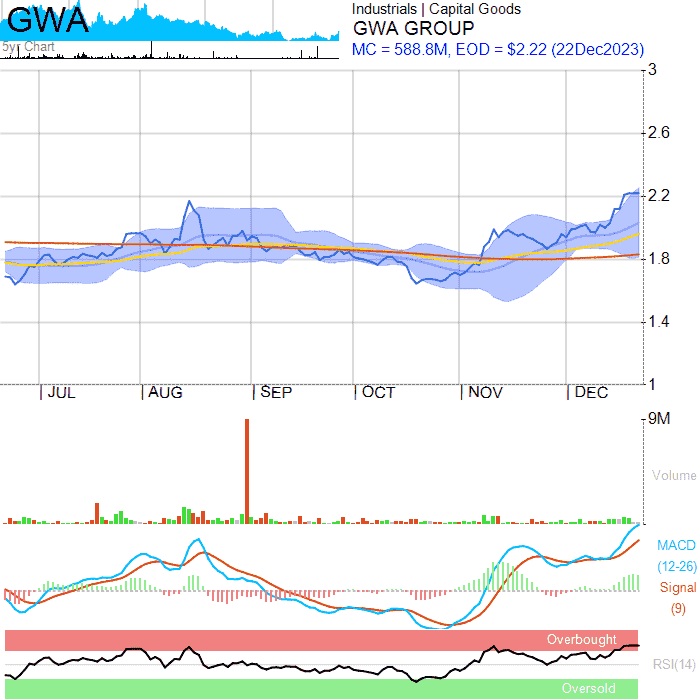 GWA
5yr Chart
Industrials | Capital Goods
GWA GROUP
MC = 588.8M, EOD = $2.22 (22Dec2023)
3
2.6
2.2
1.8
1.4
1
JUL AUG SEP OCT NOV DEC
9M
Volume
MACD
(12-26)
Signal
(9)
Overbought
RSI(14)
Oversold